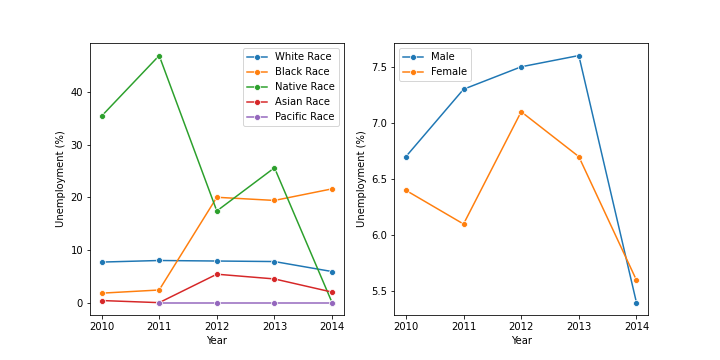 White Race
Black Race
Native Race
Asian Race
Pacific Race
Unemployment (%)
40
30
20
10
0
2010 2011 2012 2013 2014
Year
Male
Female
Unemployment (%)
7.5
7.0
6.5
6.0
5.5
2010 2011 2012 2013 2014
Year